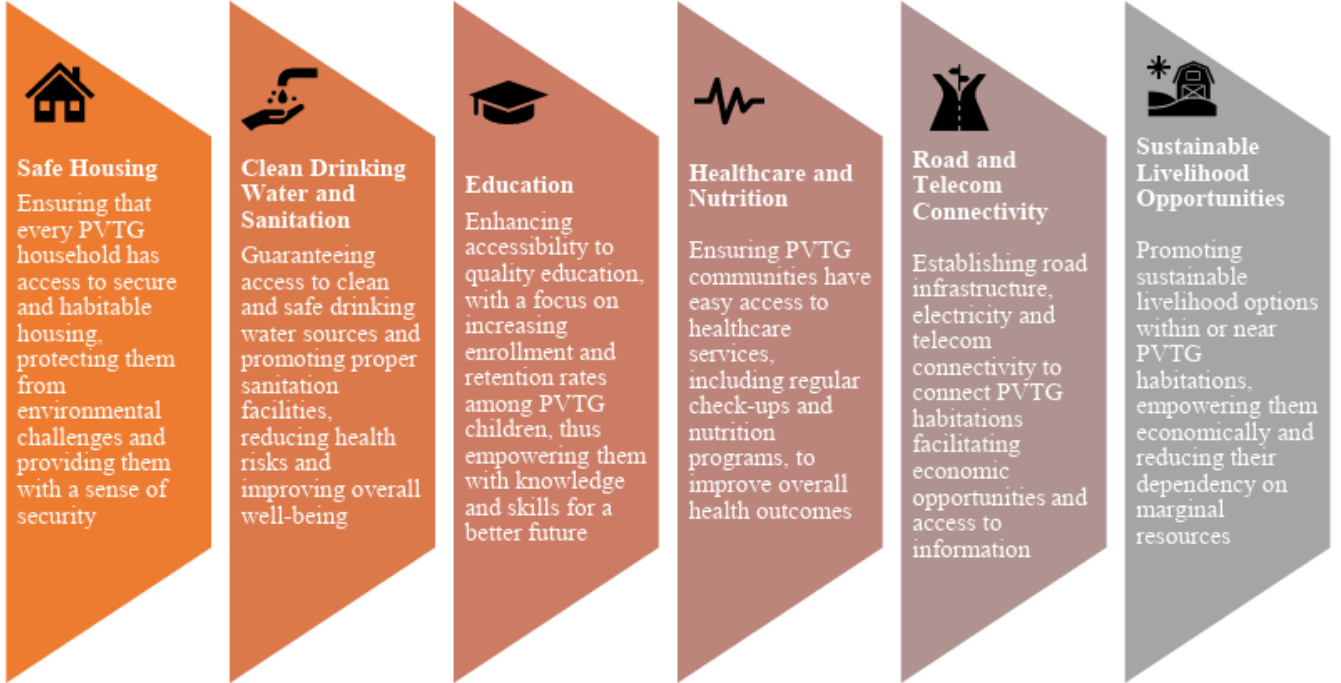 Safe Housing
Ensuring that
every PVTG
household has
access to secure
and habitable
housing,
protecting them
from
environmental
challenges and
providing them
with a sense of
security
Clean Drinking
Water and
Sanitation
Guaranteeing
access to clean
and safe drinking
water sources and
promoting proper
sanitation
facilities,
reducing health
risks and
improving overall
well-being
Education
Enhancing
accessibility to
quality education,
with a focus on
increasing
enrollment and
retention rates
among PVTG
children, thus
empowering them
with knowledge
and skills for a
better future
Healthcare and
Nutrition
Ensuring PVTG
communities have
easy access to
healthcare
services,
including regular
check-ups and
nutrition
programs, to
improve overall
health outcomes
Road and
Telecom
Connectivity
Establishing road
infrastructure,
electricity and
telecom
connectivity to
connect PVTG
habitations
facilitating
economic
opportunities and
access to
information
Sustainable
Livelihood
Opportunities
Promoting
sustainable
livelihood options
within or near
PVTG
habitations,
empowering them
economically and
reducing their
dependency on
marginal
resources